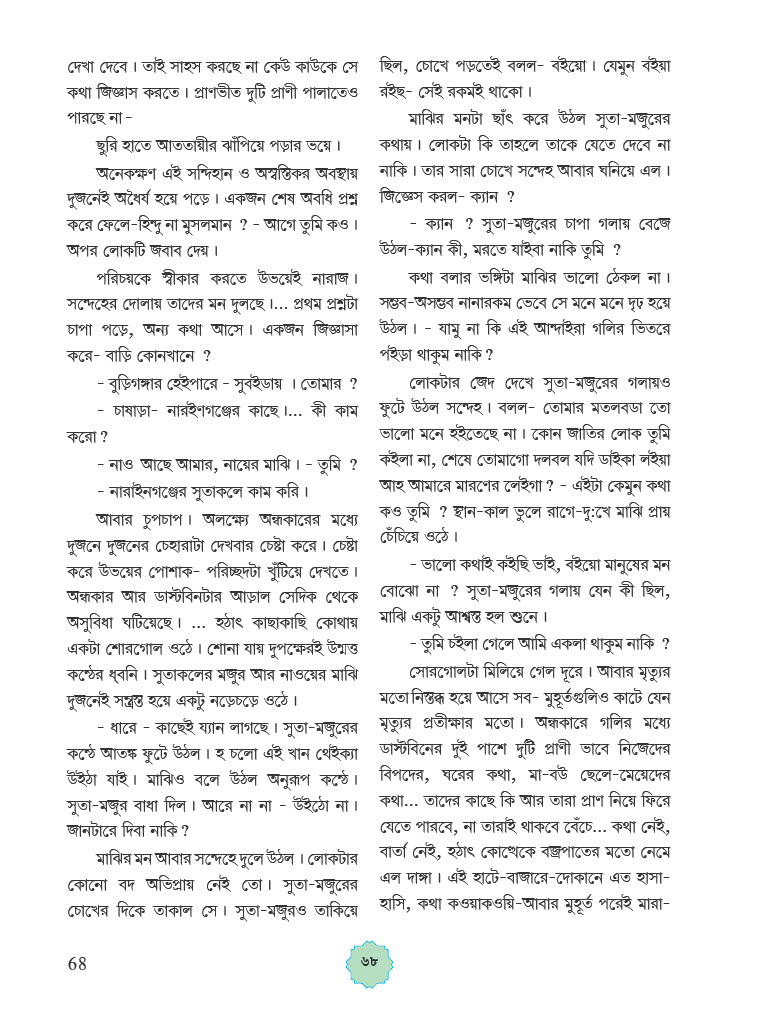 দেখা দেবে। তাই সাহস করছে না কেউ কাউকে সে
কথা জিজ্ঞাস করতে। প্রাণভীত দুটি প্রাণী পালাতেও
পারছে না -
ছুরি হাতে আততায়ীর ঝাঁপিয়ে পড়ার ভয়ে।
অনেকক্ষণ এই সন্দিহান ও অস্বস্তিকর অবস্থায়
দুজনেই অধৈর্য হয়ে পড়ে। একজন শেষ অবধি প্রশ্ন
করে ফেলে-হিন্দু না মুসলমান ? - আগে তুমি কও।
অপর লোকটি জবাব দেয়।
পরিচয়কে স্বীকার করতে উভয়েই নারাজ।
সন্দেহের দোলায় তাদের মন দুলছে।... প্রথম প্রশ্নটা
চাপা পড়ে, অন্য কথা আসে। একজন জিজ্ঞাসা
করে- বাড়ি কোনখানে ?
- বুড়িগঙ্গার হেইপারে - সুবইডায় । তোমার ?
- চাষাড়া- নারইণগঞ্জের কাছে।... কী কাম
করো ?
- নাও আছে আমার, নায়ের মাঝি। - তুমি ?
- নারাইনগঞ্জের সুতাকলে কাম করি।
আবার চুপচাপ। অলক্ষ্যে অন্ধকারের মধ্যে
দুজনে দুজনের চেহারাটা দেখবার চেষ্টা করে। চেষ্টা
করে উভয়ের পোশাক- পরিচ্ছদটা খুঁটিয়ে দেখতে।
অন্ধকার আর ডাস্টবিনটার আড়াল সেদিক থেকে
অসুবিধা ঘটিয়েছে। ... হঠাৎ কাছাকাছি কোথায়
একটা শোরগোল ওঠে। শোনা যায় দুপক্ষেরই উন্মত্ত
কন্ঠের ধ্বনি। সুতাকলের মজুর আর নাওয়ের মাঝি
দুজনেই সন্ত্রস্ত হয়ে একটু নড়েচড়ে ওঠে।
- ধারে - কাছেই য্যান লাগছে। সুতা-মজুরের
কন্ঠে আতঙ্ক ফুটে উঠল। হ চলো এই খান থেইক্যা
উইঠা যাই। মাঝিও বলে উঠল অনুরূপ কন্ঠে।
সুতা-মজুর বাধা দিল। আরে না না - উইঠো না।
জানটারে দিবা নাকি ?
মাঝির মন আবার সন্দেহে দুলে উঠল। লোকটার
কোনো বদ অভিপ্রায় নেই তো। সুতা-মজুরের
চোখের দিকে তাকাল সে। সুতা-মজুরও তাকিয়ে
ছিল, চোখে পড়তেই বলল- বইয়ো। যেমুন বইয়া
রইছ- সেই রকমই থাকো।
মাঝির মনটা ছাঁৎ করে উঠল সুতা-মজুরের
কথায়। লোকটা কি তাহলে তাকে যেতে দেবে না
নাকি। তার সারা চোখে সন্দেহ আবার ঘনিয়ে এল।
জিজ্ঞেস করল- ক্যান ?
- ক্যান ? সুতা-মজুরের চাপা গলায় বেজে
উঠল-ক্যান কী, মরতে যাইবা নাকি তুমি ?
কথা বলার ভঙ্গিটা মাঝির ভালো ঠেকল না।
সম্ভব-অসম্ভব নানারকম ভেবে সে মনে মনে দৃঢ় হয়ে
উঠল। - যামু না কি এই আন্দাইরা গলির ভিতরে
পইড়া থাকুম নাকি ?
লোকটার জেদ দেখে সুতা-মজুরের গলায়ও
ফুটে উঠল সন্দেহ। বলল- তোমার মতলবডা তো
ভালো মনে হইতেছে না। কোন জাতির লোক তুমি
কইলা না, শেষে তোমাগো দলবল যদি ডাইকা লইয়া
আহ আমারে মারণের লেইগা ? - এইটা কেমুন কথা
কও তুমি ? স্থান-কাল ভুলে রাগে-দু:খে মাঝি প্রায়
চেঁচিয়ে ওঠে।
- ভালো কথাই কইছি ভাই, বইয়ো মানুষের মন
বোঝো না ? সুতা-মজুরের গলায় যেন কী ছিল,
মাঝি একটু আশ্বস্ত হল শুনে।
- তুমি চইলা গেলে আমি একলা থাকুম নাকি ?
সোরগোলটা মিলিয়ে গেল দূরে। আবার মৃত্যুর
মতো নিস্তব্ধ হয়ে আসে সব- মুহূর্তগুলিও কাটে যেন
মৃত্যুর প্রতীক্ষার মতো। অন্ধকারে গলির মধ্যে
ডাস্টবিনের দুই পাশে দুটি প্রাণী ভাবে নিজেদের
বিপদের, ঘরের কথা, মা-বউ ছেলে-মেয়েদের
কথা... তাদের কাছে কি আর তারা প্রাণ নিয়ে ফিরে
যেতে পারবে, না তারাই থাকবে বেঁচে... কথা নেই,
বার্তা নেই, হঠাৎ কোত্থেকে বজ্রপাতের মতো নেমে
এল দাঙ্গা। এই হাটে-বাজারে-দোকানে এত হাসা-
হাসি, কথা কওয়াকওয়ি-আবার মুহূর্ত পরেই মারা-
68
৬৮